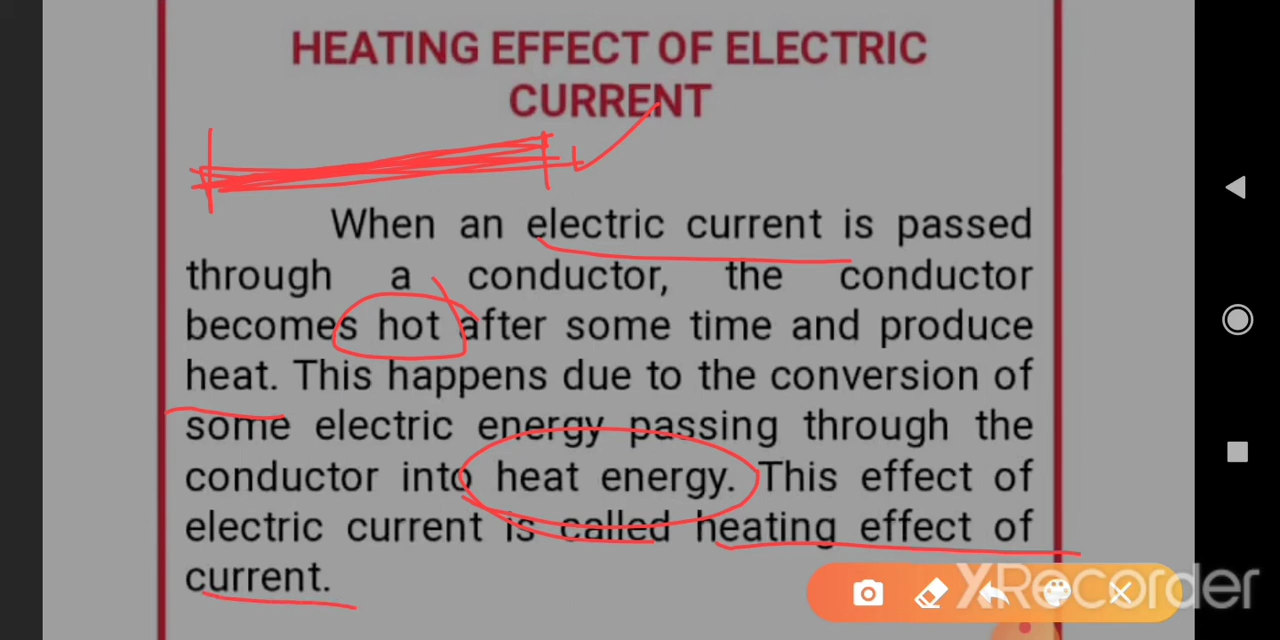 HEATING EFFECT OF ELECTRIC
CURRENT
When an electric current is passed
through a conductor, the conductor
becomes hot after some time and produce
heat. This happens due to the conversion of
some electric energy passing through the
conductor into heat energy. This effect of
electric current is called heating effect of
current.
XRecorder